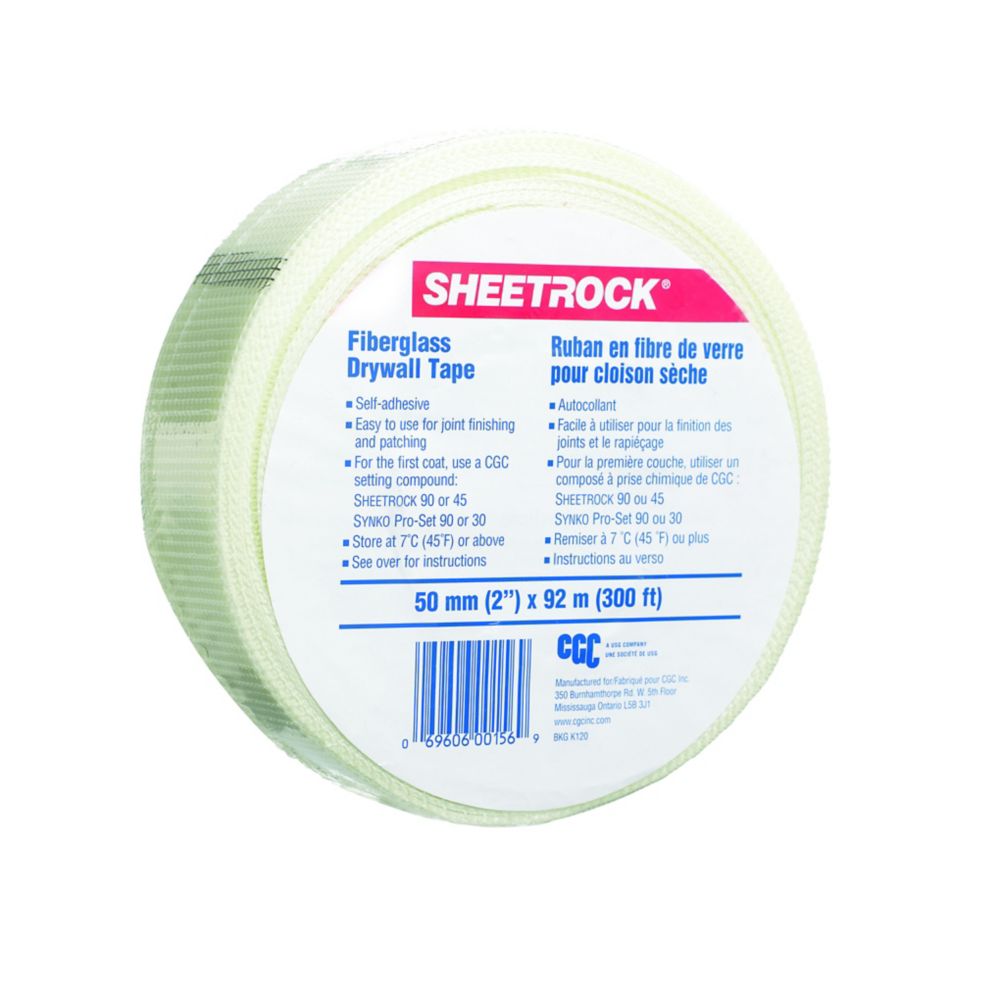 SHEETROCK®
Fiberglass
Drywall Tape
▪ Self-adhesive
▪ Easy to use for joint finishing
and patching
▪ For the first coat, use a CGC
setting compound:
SHEETROCK 90 or 45
SYNKO Pro-Set 90 or 30
▪ Store at 7°C (45°F) or above
▪ See over for instructions
Ruban en fibre de verre
pour cloison sèche
▪ Autocollant
▪ Facile à utiliser pour la finition des
joints et le rapiéçage
▪ Pour la première couche, utiliser un
composé à prise chimique de CGC :
SHEETROCK 90 ou 45
SYNKO Pro-Set 90 ou 30
▪ Remiser à 7 °C (45 °F) ou plus
▪ Instructions au verso
50 mm (2”) x 92 m (300 ft)
0 69606 00156 9
CGC
A USG COMPANY
UNE SOCIÉTÉ DE USG
Manufactured for/Fabriqué pour CGC Inc.
350 Burnhamthorpe Rd. W. 5th Floor
Mississauga Ontario L5B 3J1
www.cgcinc.com
BKG K120